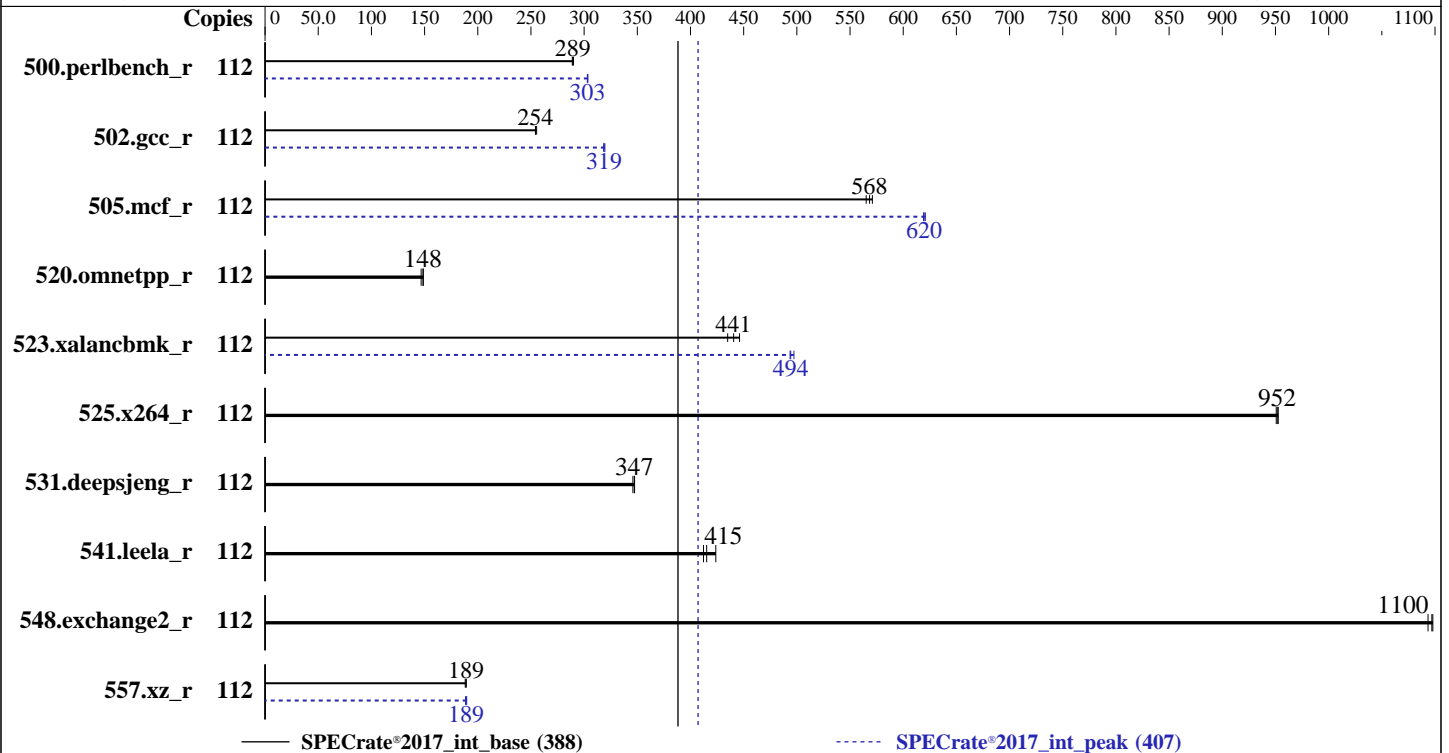 Copies 0 50.0 100 150 200 250 300 350 400 450 500 550 600 650 700 750 800 850 900 950 1000 1100
500.perlbench_r 112 289
303
502.gcc_r 112 254
319
505.mcf_r 112 568
620
520.omnetpp_r 112 148
523.xalancbmk_r 112 441
494
525.x264_r 112 952
531.deepsjeng_r 112 347
541.leela_r 112 415
548.exchange2_r 112 1100
557.xz_r 112 189
189
SPECrate®2017_int_base (388) SPECrate®2017_int_peak (407)